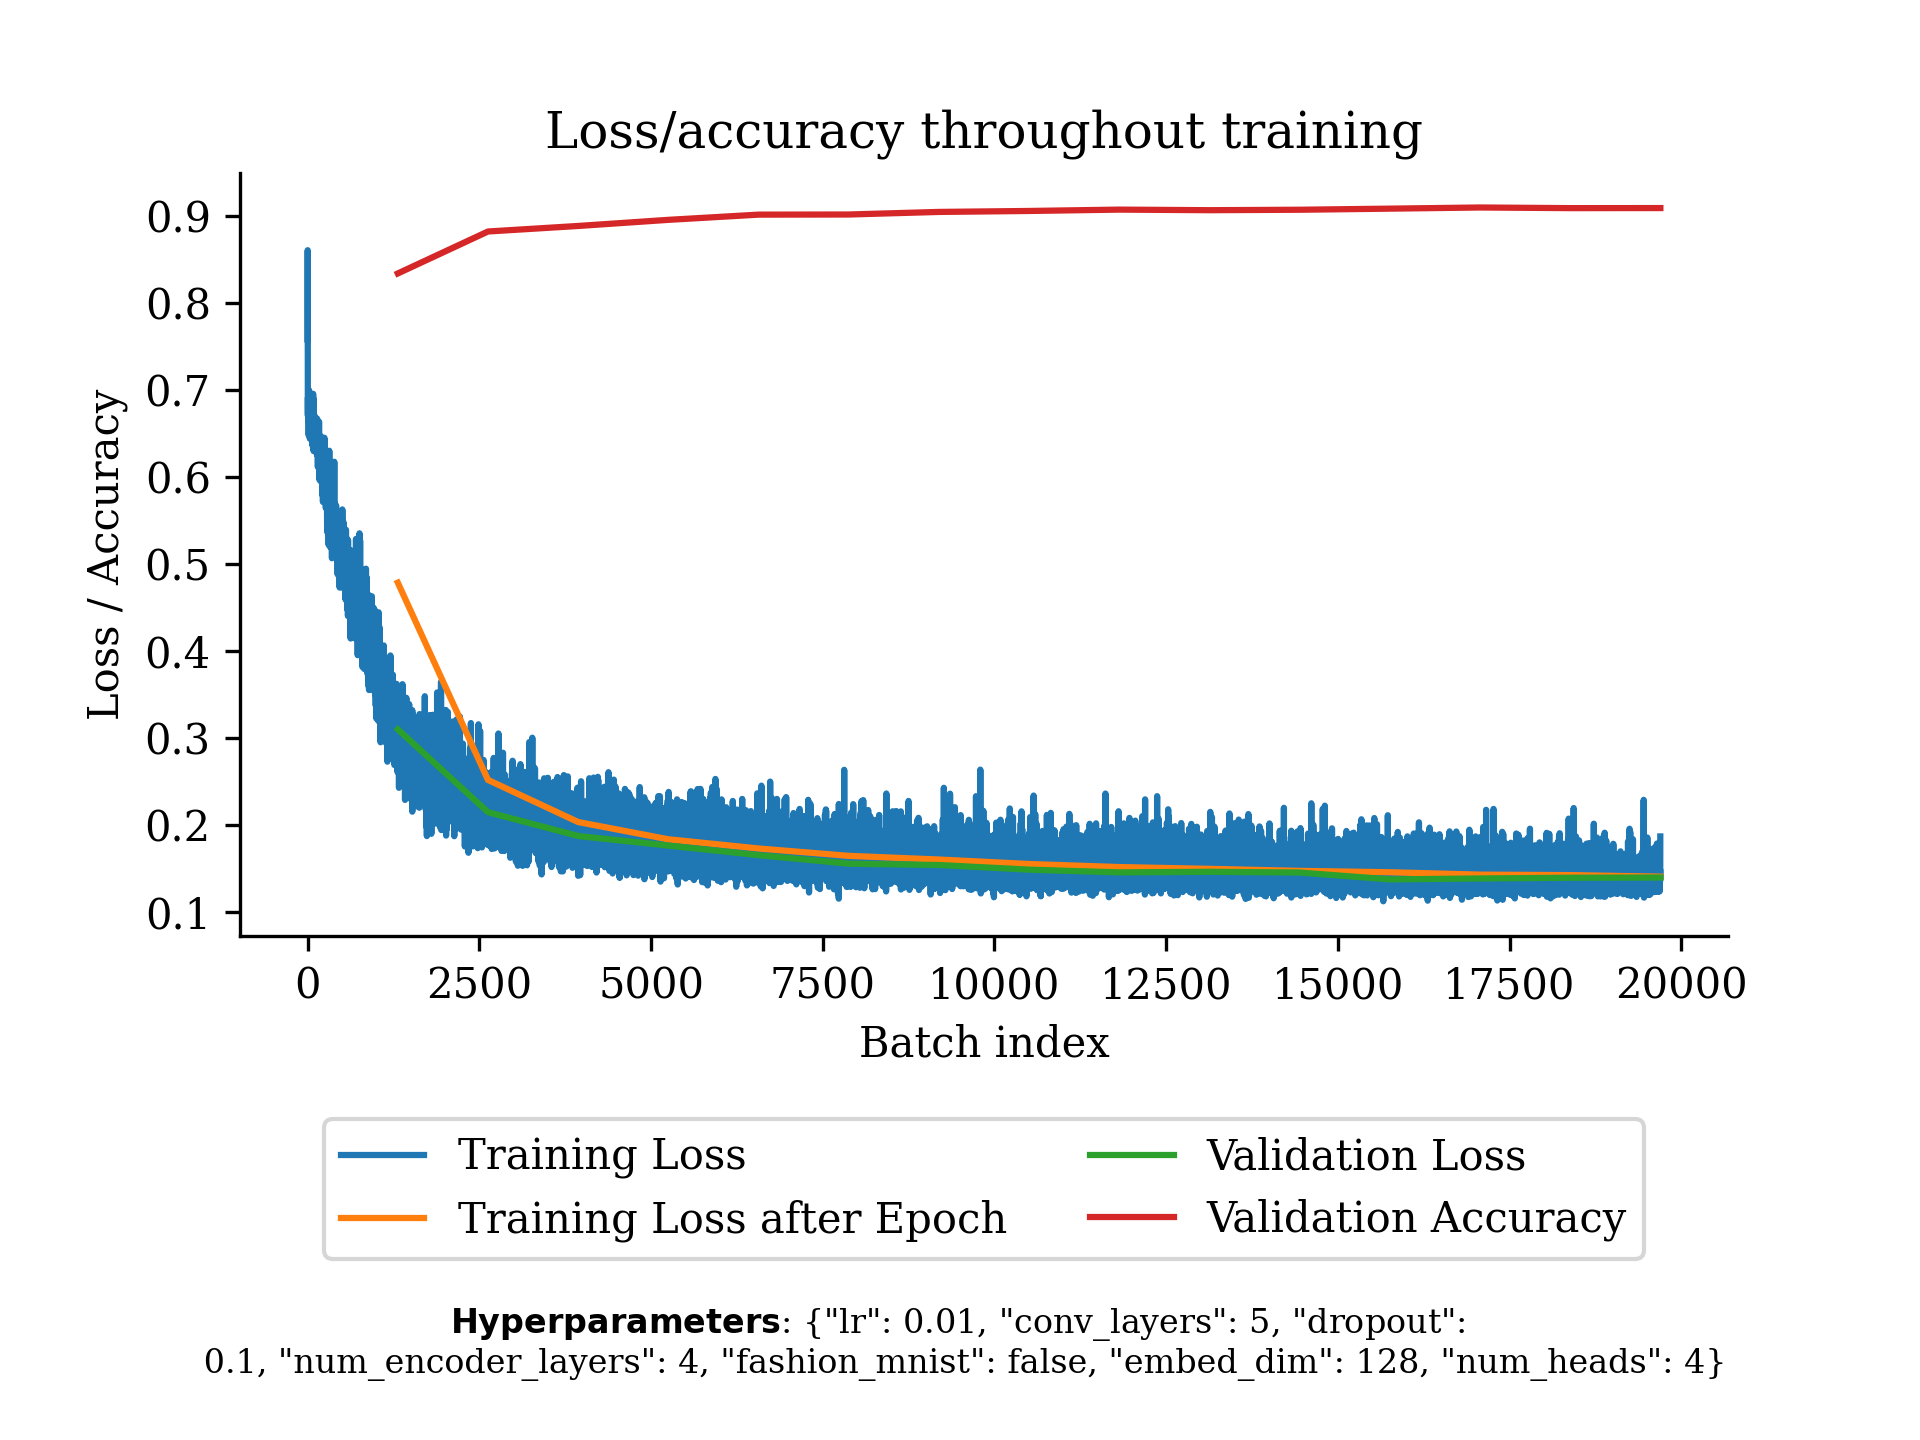 Loss/accuracy throughout training
Loss / Accuracy
0.9
0.8
0.7
0.6
0.5
0.4
0.3
0.2
0.1
0 2500 5000 7500 10000 12500 15000 17500 20000
Batch index
Training Loss Validation Loss
Training Loss after Epoch Validation Accuracy
Hyperparameters: {"lr": 0.01, "conv_layers": 5, "dropout":
0.1, "num_encoder_layers": 4, "fashion_mnist": false, "embed_dim": 128, "num_heads": 4}